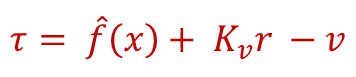 τ = f̂(x) + K_v r − v